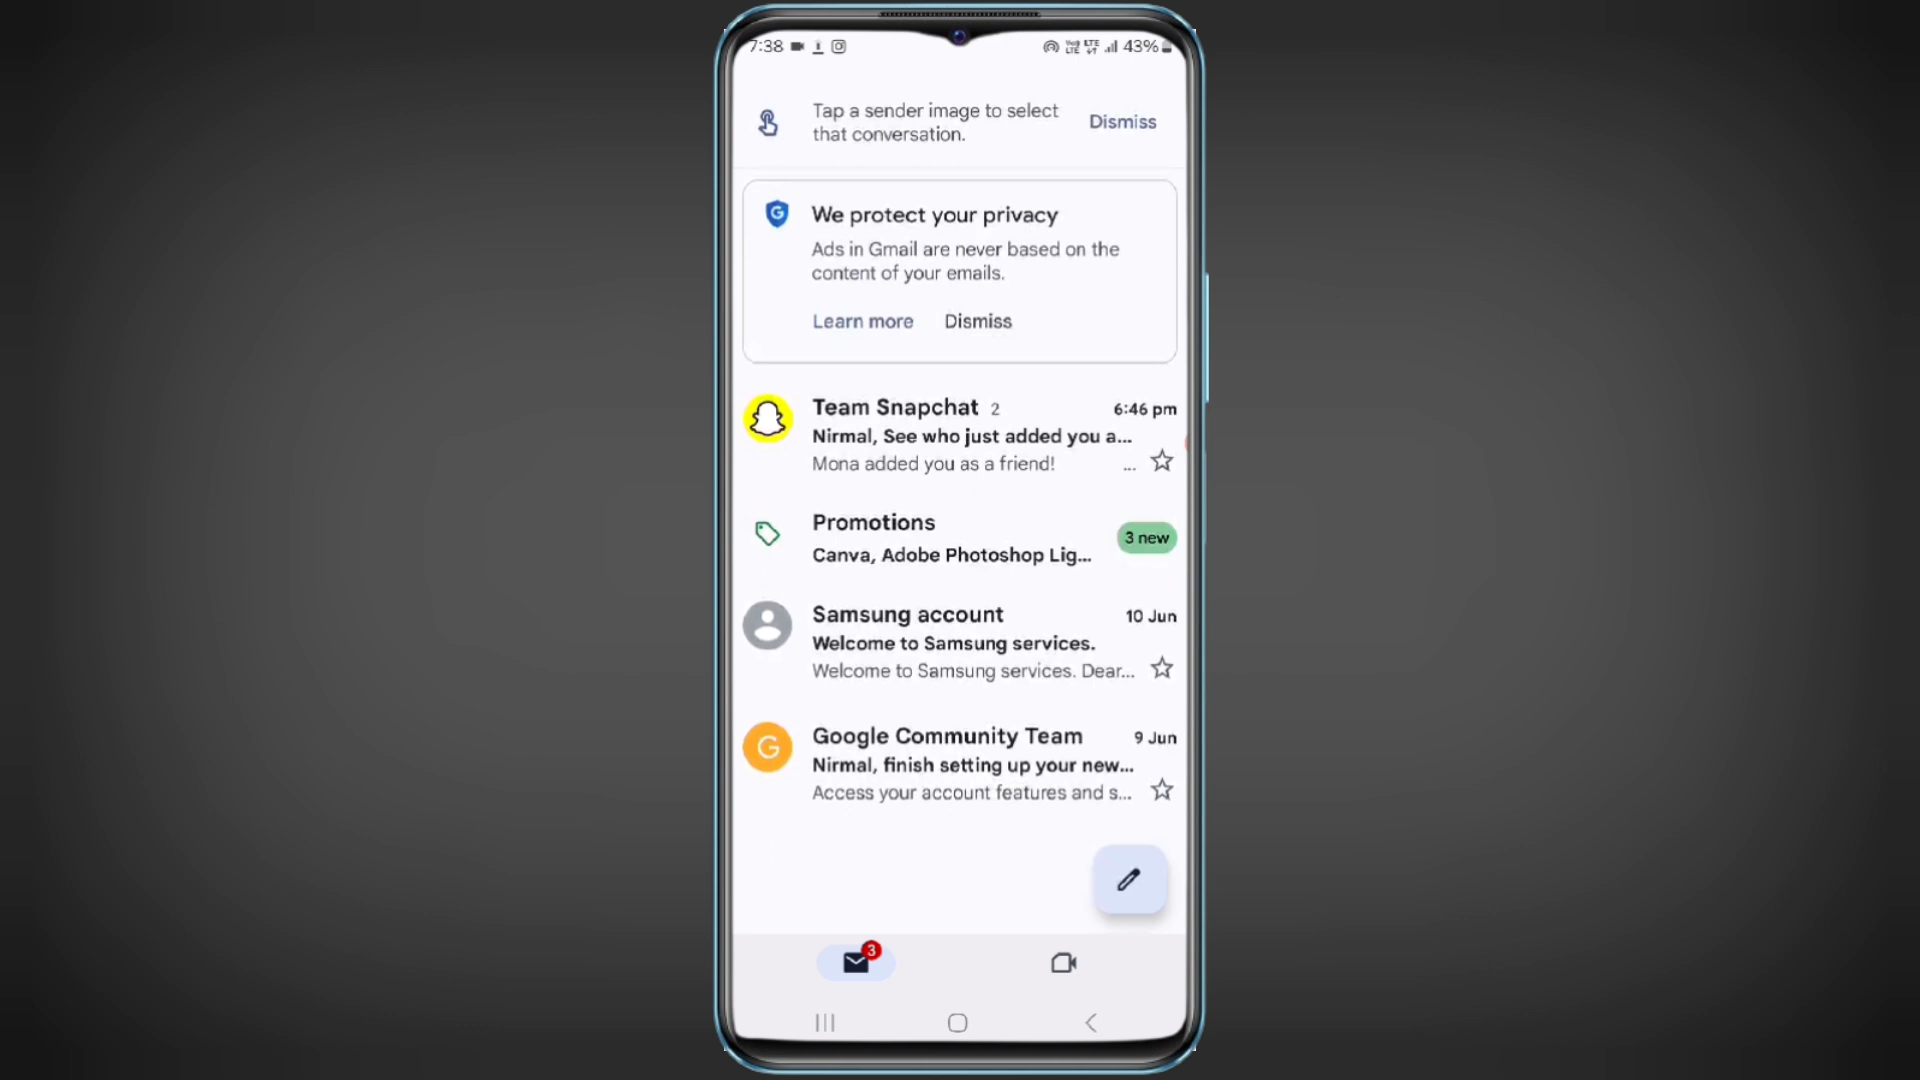 7:38
43%
Tap a sender image to select
that conversation.
Dismiss
We protect your privacy
Ads in Gmail are never based on the
content of your emails.
Learn more Dismiss
Team Snapchat 2 6:46 pm
Nirmal, See who just added you a...
Mona added you as a friend! ...
Promotions
3 new
Canva, Adobe Photoshop Lig...
Samsung account 10 Jun
Welcome to Samsung services.
Welcome to Samsung services. Dear...
G
Google Community Team 9 Jun
Nirmal, finish setting up your new...
Access your account features and s...
3